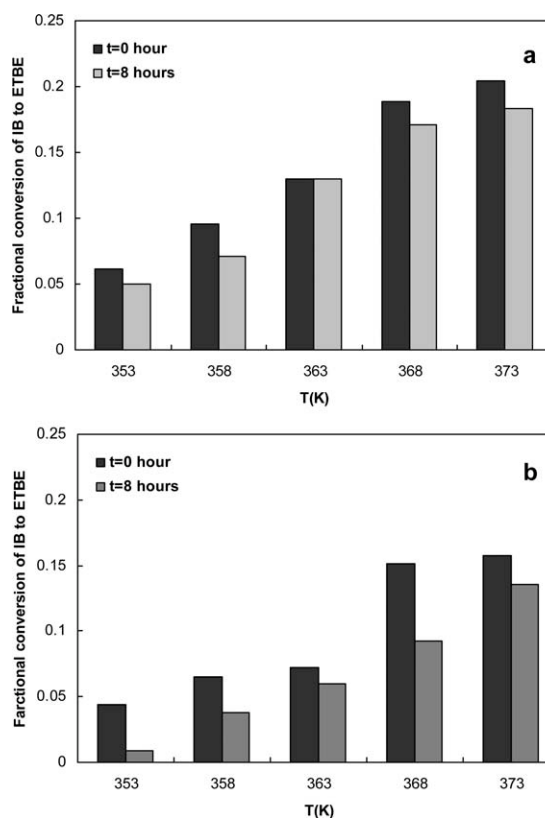 0.25
t=0 hour
t=8 hours
a
0.2
0.15
0.1
0.05
0
Fractional conversion of IB to ETBE
353 358 363 368 373
T(K)
0.25
t=0 hour
t=8 hours
b
0.2
0.15
0.1
0.05
0
Farctional conversion of IB to ETBE
353 358 363 368 373
T(K)